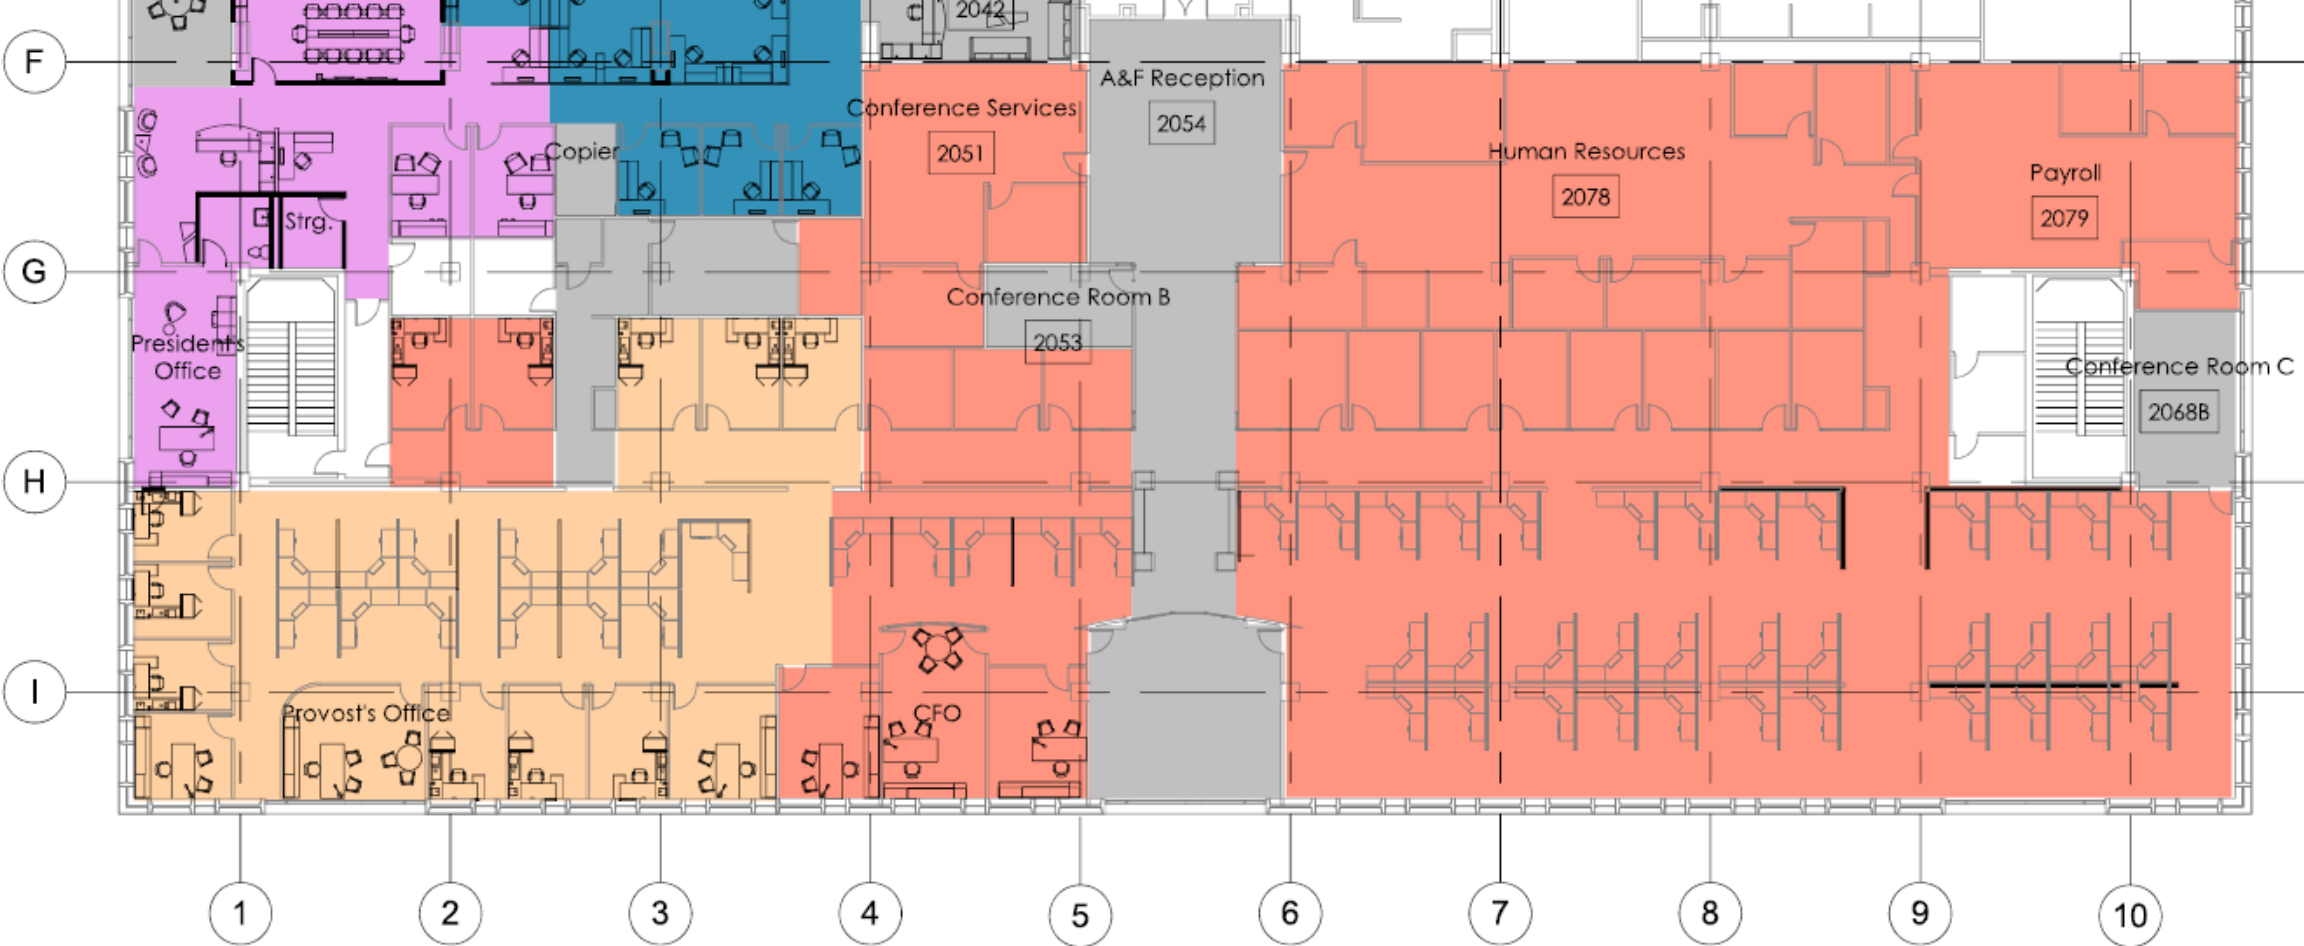 2042
F
A&F Reception
2054
Conference Services
2051
Copier
Human Resources
2078
Payroll
2079
Strg.
G
Conference Room B
2053
President's
Office
Conference Room C
2068B
H
I
Provost's Office
CFO
1
2
3
4
5
6
7
8
9
10